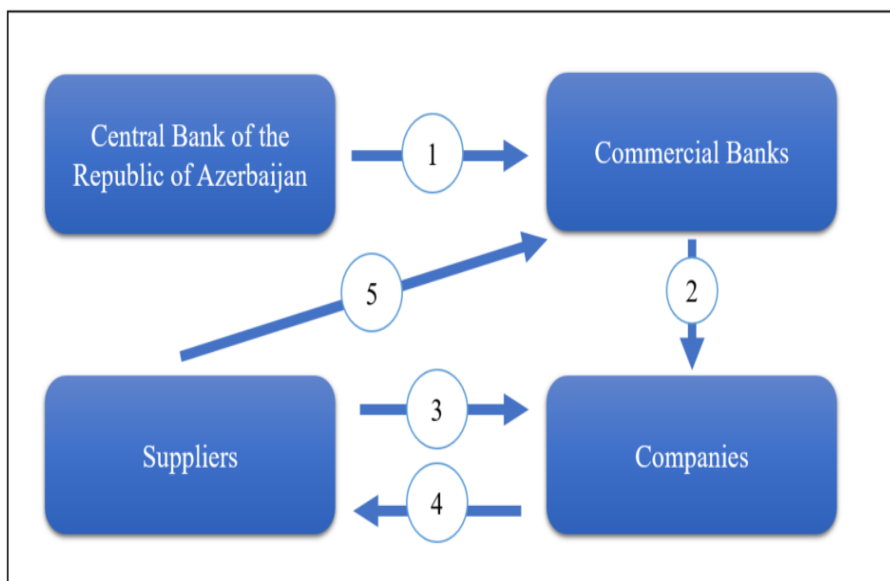 Central Bank of the
Republic of Azerbaijan
1
Commercial Banks
5
2
Suppliers
3
4
Companies